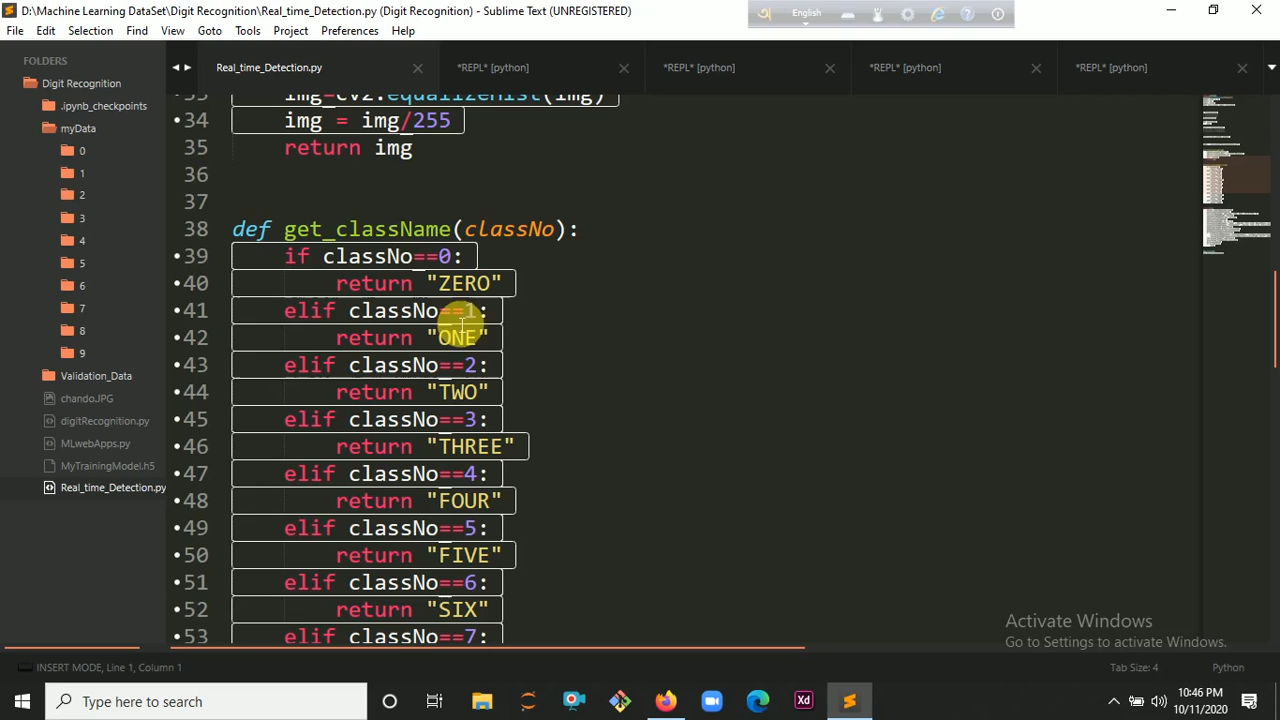 D:\Machine Learning DataSet\Digit Recognition\Real_time_Detection.py (Digit Recognition) - Sublime Text (UNREGISTERED)
English
File Edit Selection Find View Goto Tools Project Preferences Help
FOLDERS
Digit Recognition
.ipynb_checkpoints
myData
0
1
2
3
4
5
6
7
8
9
Validation_Data
chando.JPG
digitRecognition.py
MLwebApps.py
MyTrainingModel.h5
Real_time_Detection.py
Real_time_Detection.py *REPL* [python] *REPL* [python] *REPL* [python] *REPL* [python]
33 img=cv2.equalizeHist(img)
34 img = img/255
35 return img
36
37
38 def get_className(classNo):
39 if classNo==0:
40 return "ZERO"
41 elif classNo==1:
42 return "ONE"
43 elif classNo==2:
44 return "TWO"
45 elif classNo==3:
46 return "THREE"
47 elif classNo==4:
48 return "FOUR"
49 elif classNo==5:
50 return "FIVE"
51 elif classNo==6:
52 return "SIX"
53 elif classNo==7:
Activate Windows
Go to Settings to activate Windows.
INSERT MODE, Line 1, Column 1 Tab Size: 4 Python
Type here to search
Xd
10:46 PM
10/11/2020